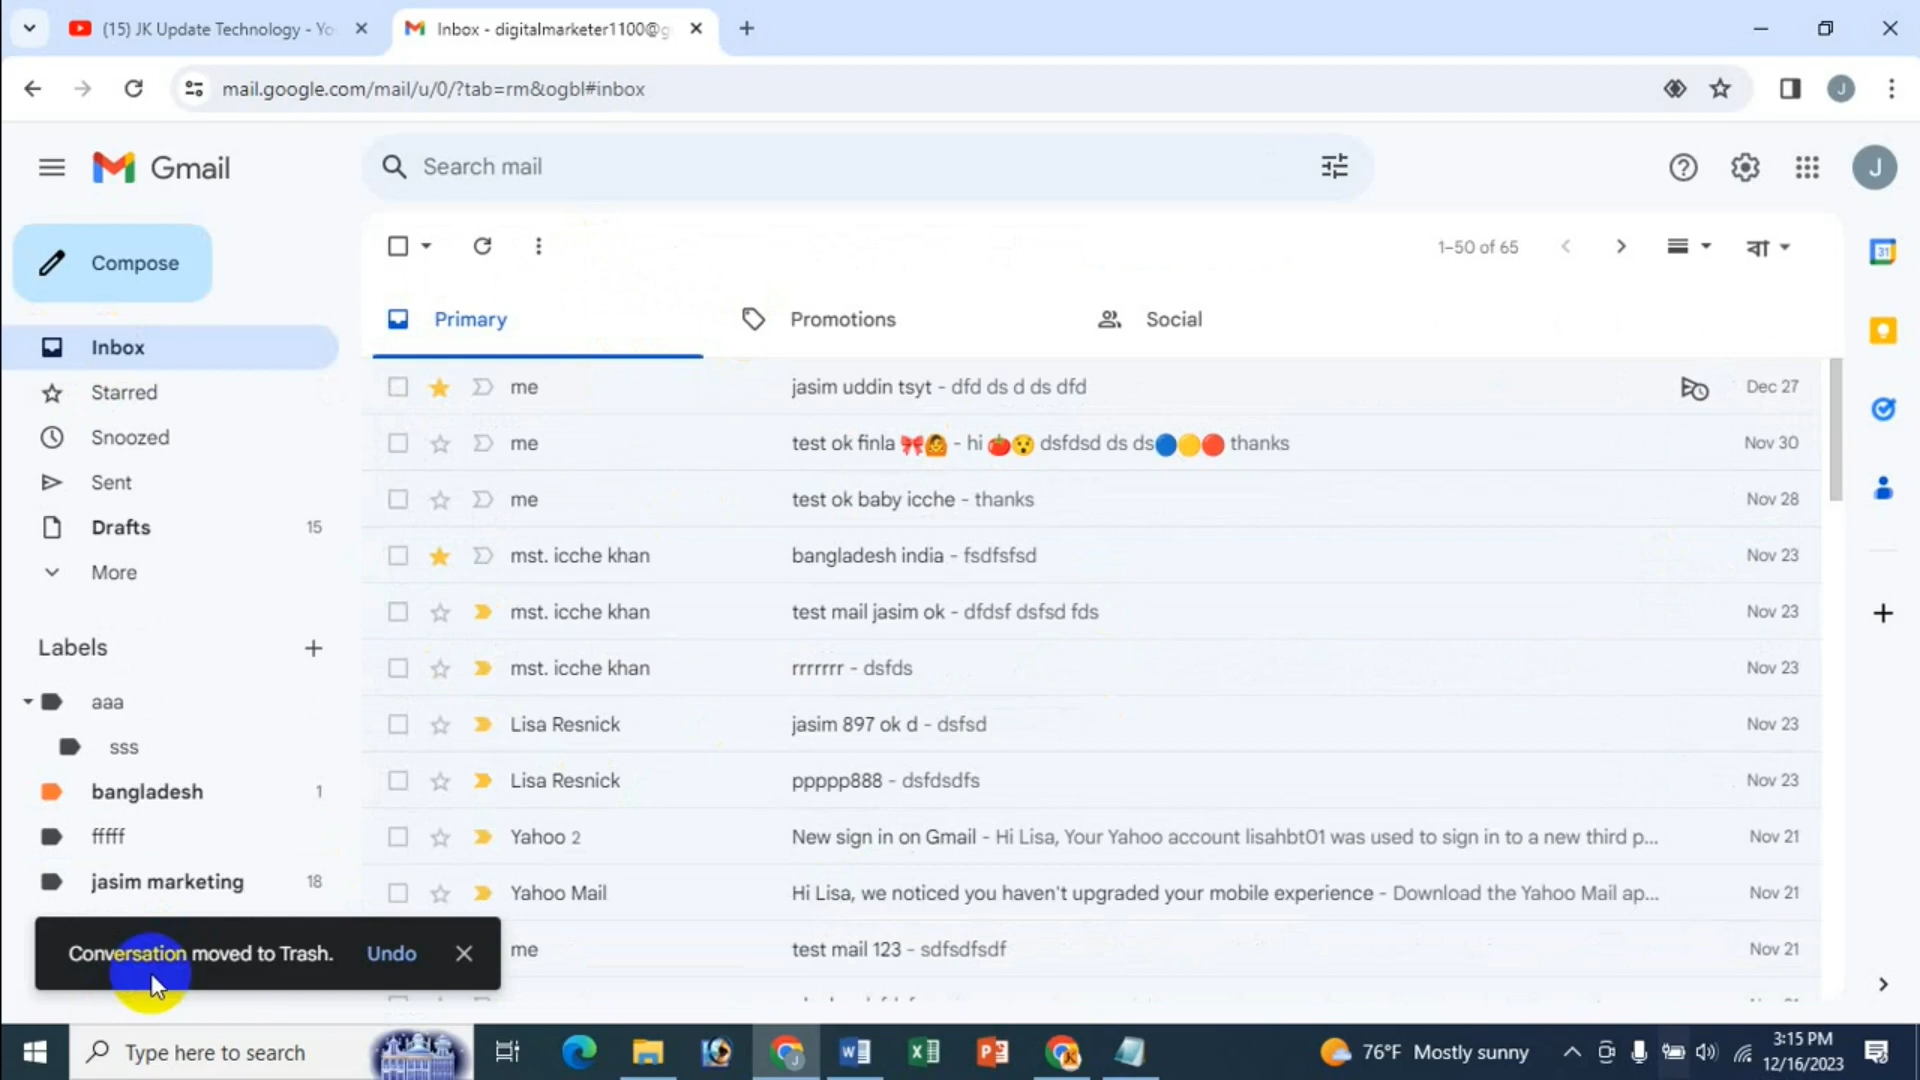 (15) JK Update Technology - Yo
Inbox - digitalmarketer1100@g
mail.google.com/mail/u/0/?tab=rm&ogbl#inbox
J
Gmail
Search mail
J
Compose
1–50 of 65
বা
31
Primary
Promotions
Social
Inbox
Starred
Snoozed
Sent
Drafts 15
More
Labels
aaa
sss
bangladesh 1
fffff
jasim marketing 18
me jasim uddin tsyt - dfd ds d ds dfd Dec 27
me test ok finla 🎀🙆 - hi 🍅😯 dsfdsd ds ds🔵🟡🔴 thanks Nov 30
me test ok baby icche - thanks Nov 28
mst. icche khan bangladesh india - fsdfsfsd Nov 23
mst. icche khan test mail jasim ok - dfdsf dsfsd fds Nov 23
mst. icche khan rrrrrrr - dsfds Nov 23
Lisa Resnick jasim 897 ok d - dsfsd Nov 23
Lisa Resnick ppppp888 - dsfdsdfs Nov 23
Yahoo 2 New sign in on Gmail - Hi Lisa, Your Yahoo account lisahbt01 was used to sign in to a new third p... Nov 21
Yahoo Mail Hi Lisa, we noticed you haven't upgraded your mobile experience - Download the Yahoo Mail ap... Nov 21
me test mail 123 - sdfsdfsdf Nov 21
Conversation moved to Trash. Undo
Type here to search
76°F Mostly sunny
3:15 PM
12/16/2023